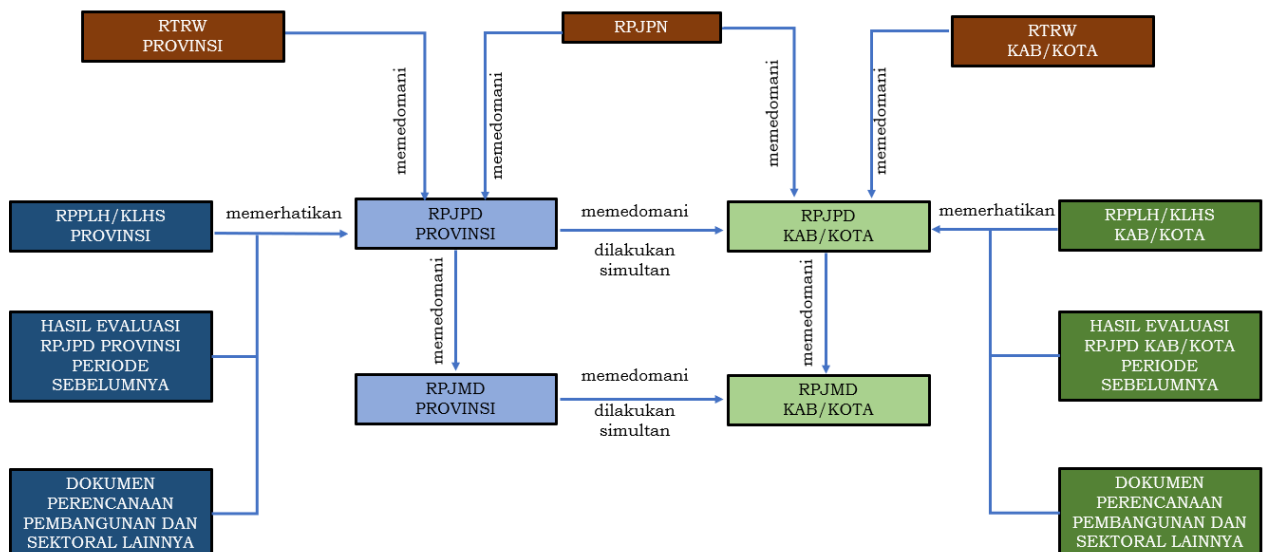 RTRW
PROVINSI
RPJPN
RTRW
KAB/KOTA
memedomani
memedomani
memedomani
memedomani
RPPLH/KLHS
PROVINSI
memerhatikan
RPJPD
PROVINSI
memedomani
dilakukan
simultan
RPJPD
KAB/KOTA
memerhatikan
RPPLH/KLHS
KAB/KOTA
memedomani
memedomani
HASIL EVALUASI
RPJPD PROVINSI
PERIODE
SEBELUMNYA
HASIL EVALUASI
RPJPD KAB/KOTA
PERIODE
SEBELUMNYA
RPJMD
PROVINSI
memedomani
dilakukan
simultan
RPJMD
KAB/KOTA
DOKUMEN
PERENCANAAN
PEMBANGUNAN DAN
SEKTORAL LAINNYA
DOKUMEN
PERENCANAAN
PEMBANGUNAN DAN
SEKTORAL LAINNYA